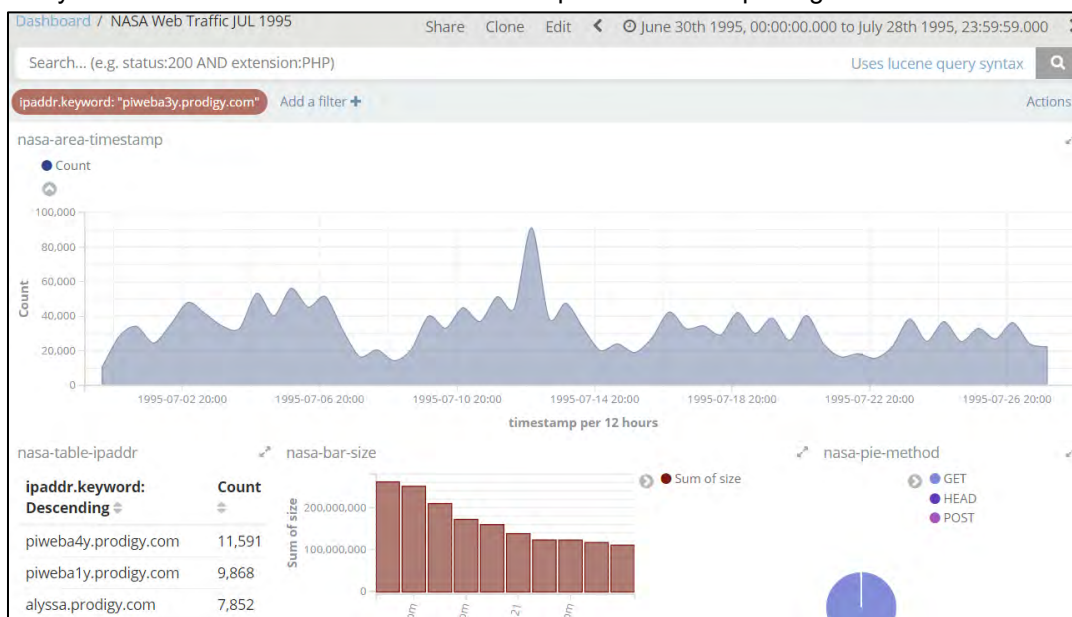 Dashboard / NASA Web Traffic JUL 1995
Share Clone Edit June 30th 1995, 00:00:00.000 to July 28th 1995, 23:59:59.000
Search... (e.g. status:200 AND extension:PHP) Uses lucene query syntax
ipaddr.keyword: "piweba3y.prodigy.com" Add a filter + Actions
nasa-area-timestamp
Count
100,000
80,000
60,000
40,000
20,000
0
Count
1995-07-02 20:00 1995-07-06 20:00 1995-07-10 20:00 1995-07-14 20:00 1995-07-18 20:00 1995-07-22 20:00 1995-07-26 20:00
timestamp per 12 hours
nasa-table-ipaddr
ipaddr.keyword: Count
Descending
piweba4y.prodigy.com 11,591
piweba1y.prodigy.com 9,868
alyssa.prodigy.com 7,852
nasa-bar-size
Sum of size
200,000,000
100,000,000
0
Sum of size
21
nasa-pie-method
GET
HEAD
POST